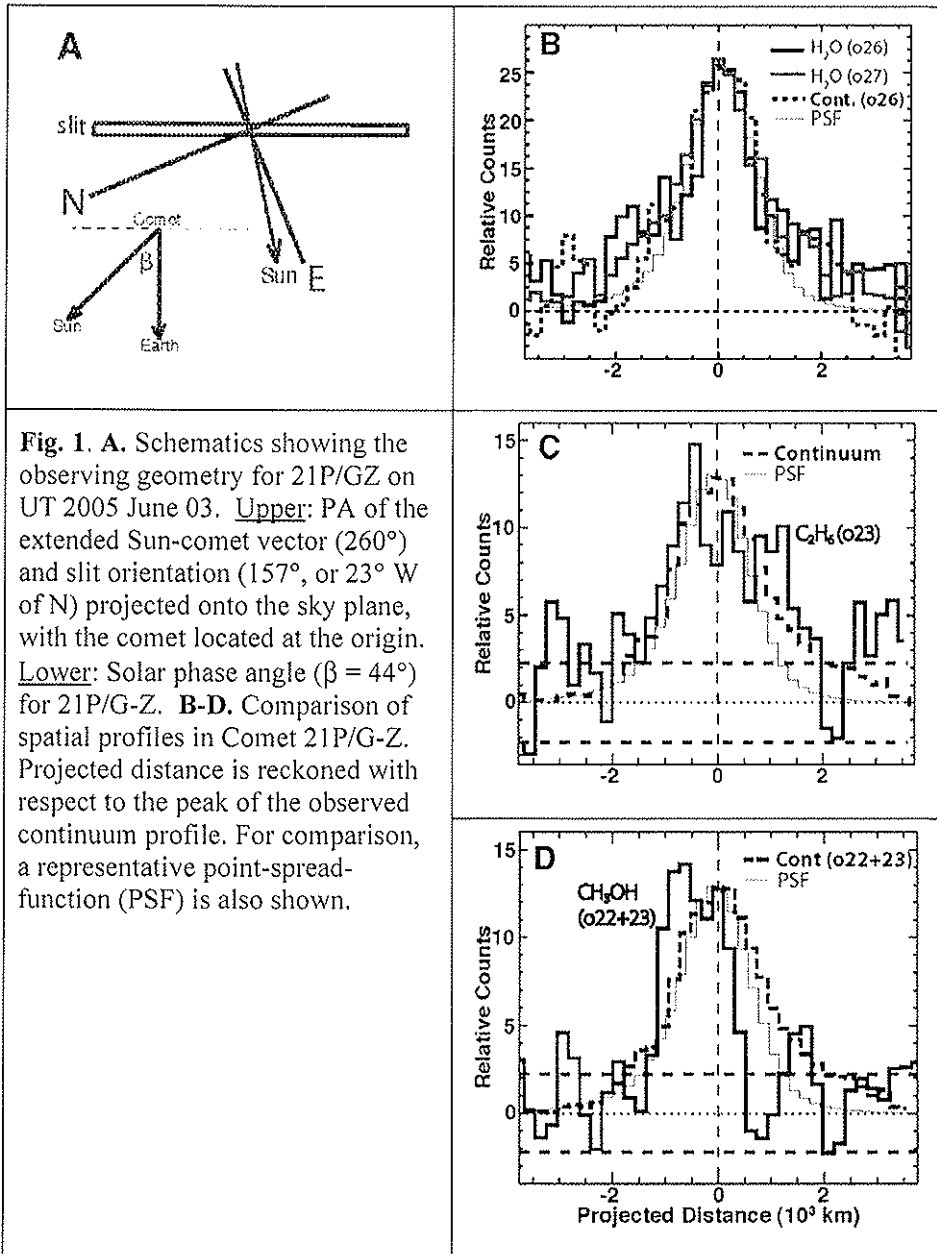 A
slit
N
Comet
β
Sun
E
Sun
Earth
B
H₂O (o26)
H₂O (o27)
Cont. (o26)
PSF
Relative Counts
25
20
15
10
5
0
-2
0
2
Fig. 1. A. Schematics showing the
observing geometry for 21P/GZ on
UT 2005 June 03. Upper: PA of the
extended Sun-comet vector (260°)
and slit orientation (157°, or 23° W
of N) projected onto the sky plane,
with the comet located at the origin.
Lower: Solar phase angle (β = 44°)
for 21P/G-Z. B-D. Comparison of
spatial profiles in Comet 21P/G-Z.
Projected distance is reckoned with
respect to the peak of the observed
continuum profile. For comparison,
a representative point-spread-
function (PSF) is also shown.
C
Continuum
PSF
C₂H₆ (o23)
Relative Counts
15
10
5
0
-2
0
2
D
Cont (o22+23)
PSF
CH₃OH
(o22+23)
Relative Counts
15
10
5
0
-2
0
2
Projected Distance (10³ km)